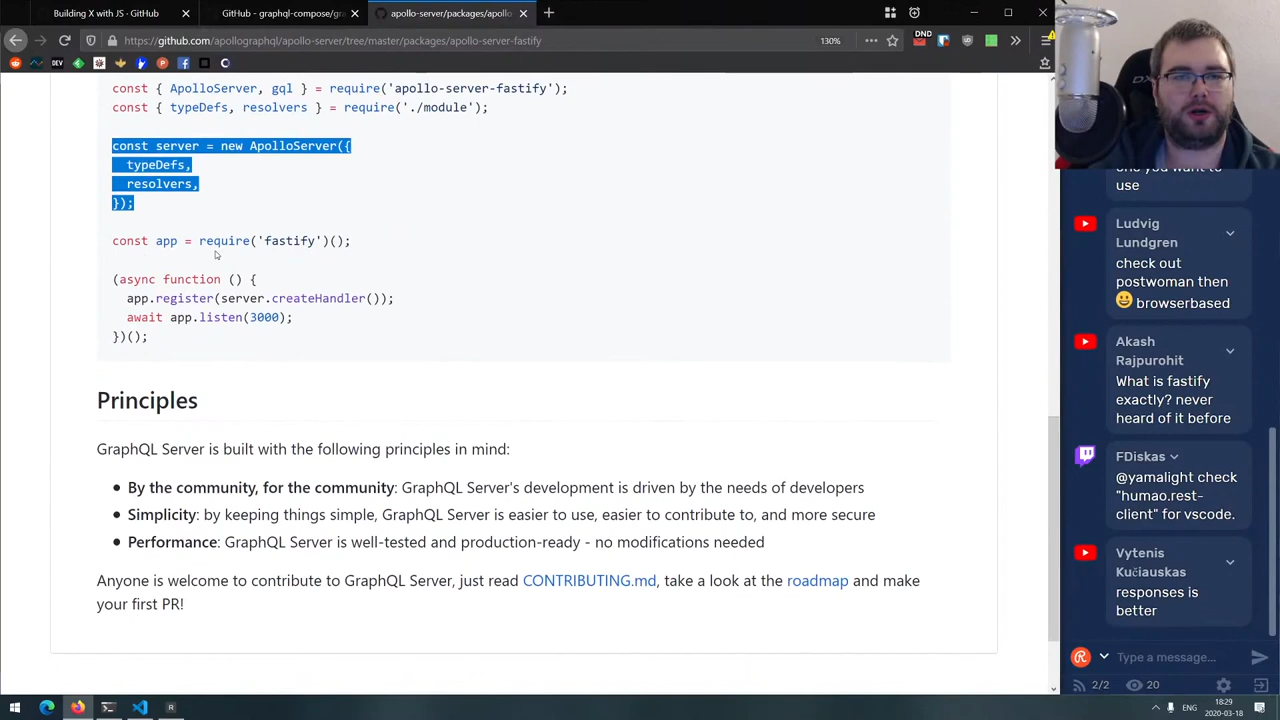 Building X with JS · GitHub
GitHub - graphql-compose/gr
apollo-server/packages/apollo-s
https://github.com/apollographql/apollo-server/tree/master/packages/apollo-server-fastify
130%
DND
DEV
const { ApolloServer, gql } = require('apollo-server-fastify');
const { typeDefs, resolvers } = require('./module');
const server = new ApolloServer({
typeDefs,
resolvers,
});
const app = require('fastify')();
(async function () {
app.register(server.createHandler());
await app.listen(3000);
})();
Principles
GraphQL Server is built with the following principles in mind:
By the community, for the community: GraphQL Server's development is driven by the needs of developers
Simplicity: by keeping things simple, GraphQL Server is easier to use, easier to contribute to, and more secure
Performance: GraphQL Server is well-tested and production-ready - no modifications needed
Anyone is welcome to contribute to GraphQL Server, just read CONTRIBUTING.md, take a look at the roadmap and make
your first PR!
one you want to
use
Ludvig
Lundgren
check out
postwoman then
😀 browserbased
Akash
Rajpurohit
What is fastify
exactly? never
heard of it before
FDiskas
@yamalight check
"humao.rest-
client" for vscode.
Vytenis
Kučiauskas
responses is
better
Type a message...
2/2
20
ENG
18:29
2020-03-18